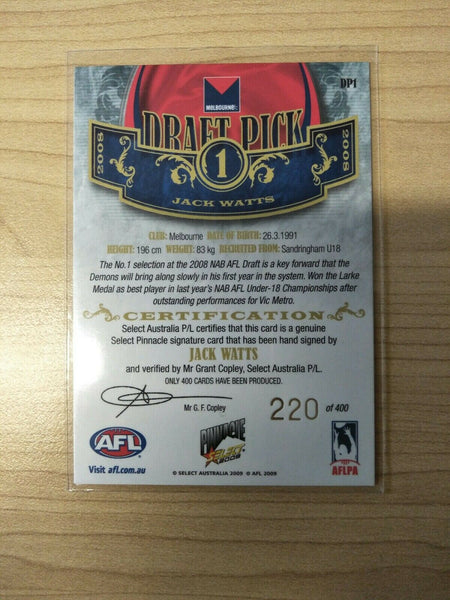 DP1
MELBOURNE
DRAFT PICK
2008 1 2008
JACK WATTS
CLUB: Melbourne DATE OF BIRTH: 26.3.1991
HEIGHT: 196 cm WEIGHT: 83 kg RECRUITED FROM: Sandringham U18
The No.1 selection at the 2008 NAB AFL Draft is a key forward that the
Demons will bring along slowly in his first year in the system. Won the Larke
Medal as best player in last year's NAB AFL Under-18 Championships after
outstanding performances for Vic Metro.
CERTIFICATION
Select Australia P/L certifies that this card is a genuine
Select Pinnacle signature card that has been hand signed by
JACK WATTS
and verified by Mr Grant Copley, Select Australia P/L.
ONLY 400 CARDS HAVE BEEN PRODUCED.
Mr G. F. Copley
220 of 400
AFL
Visit afl.com.au
PINNACLE
SELECT
2009
© SELECT AUSTRALIA 2009 © AFL 2009
AFLPA